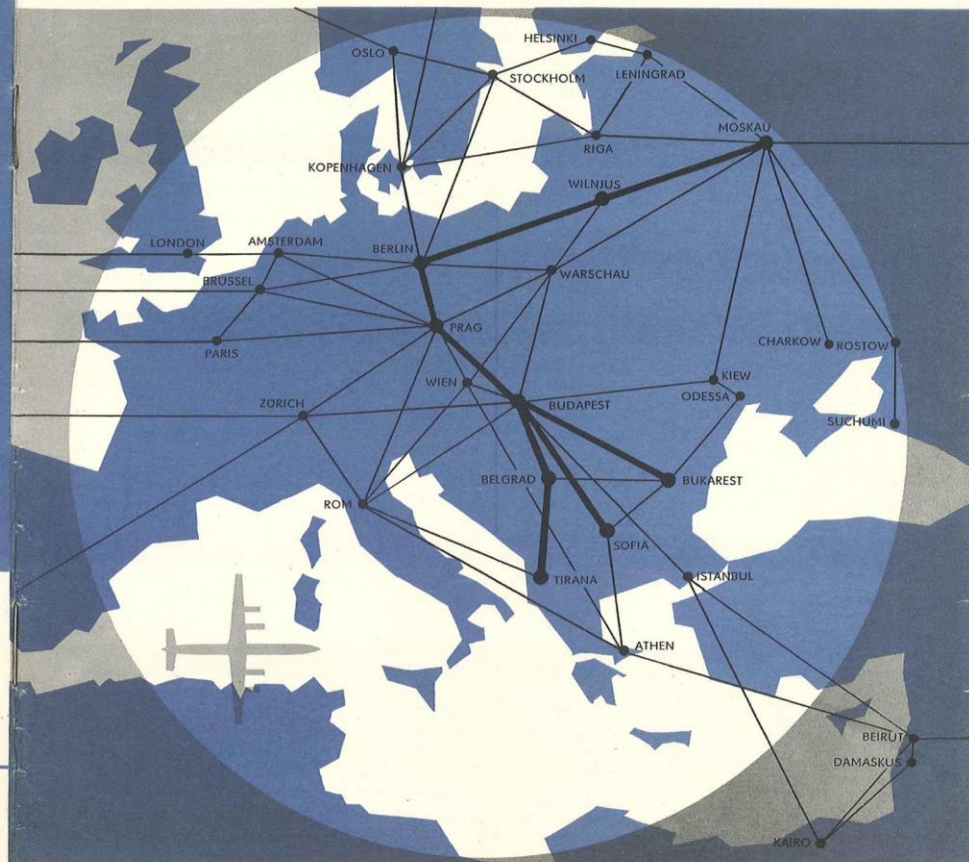 HELSINKI
OSLO
STOCKHOLM
LENINGRAD
MOSKAU
RIGA
KOPENHAGEN
WILNJUS
LONDON
AMSTERDAM
BERLIN
WARSCHAU
BRÜSSEL
PRAG
PARIS
CHARKOW
ROSTOW
WIEN
KIEW
ZÜRICH
BUDAPEST
ODESSA
SUCHUMI
BELGRAD
BUKAREST
ROM
SOFIA
TIRANA
ISTANBUL
ATHEN
BEIRUT
DAMASKUS
KAIRO